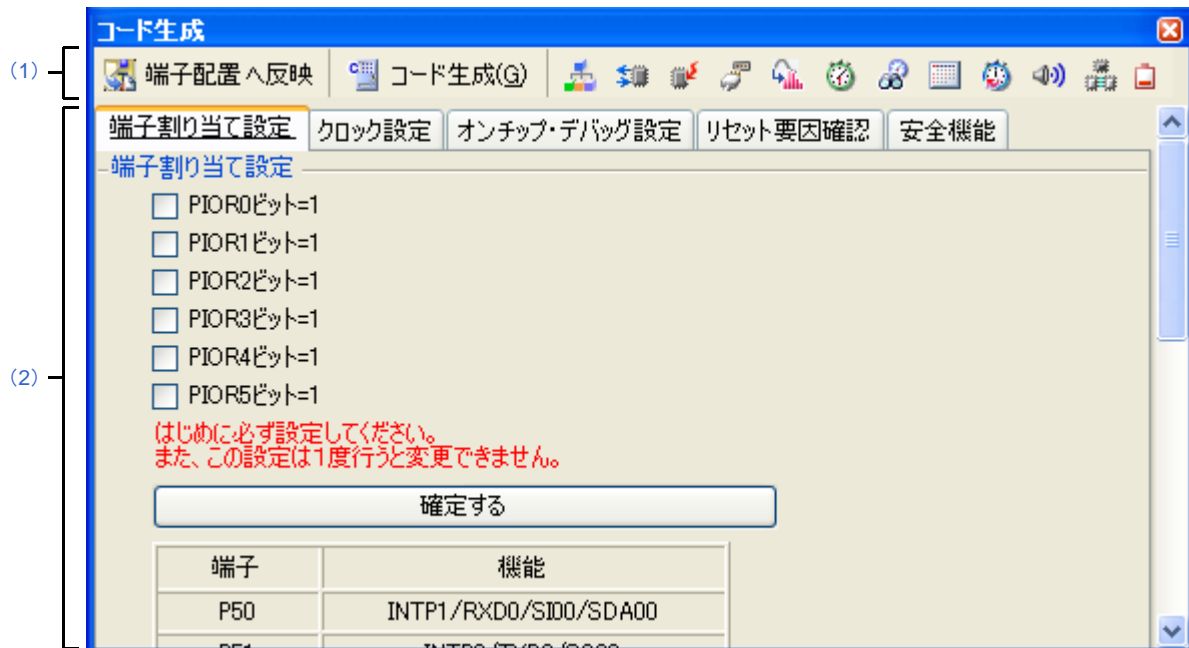 コード生成
(1)
端子配置へ反映 コード生成(G)
(2)
端子割り当て設定 クロック設定 オンチップ・デバッグ設定 リセット要因確認 安全機能
端子割り当て設定
PIOR0ビット=1
PIOR1ビット=1
PIOR2ビット=1
PIOR3ビット=1
PIOR4ビット=1
PIOR5ビット=1
はじめに必ず設定してください。
また、この設定は1度行うと変更できません。
確定する
端子 機能
P50 INTP1/RXD0/SI00/SDA00